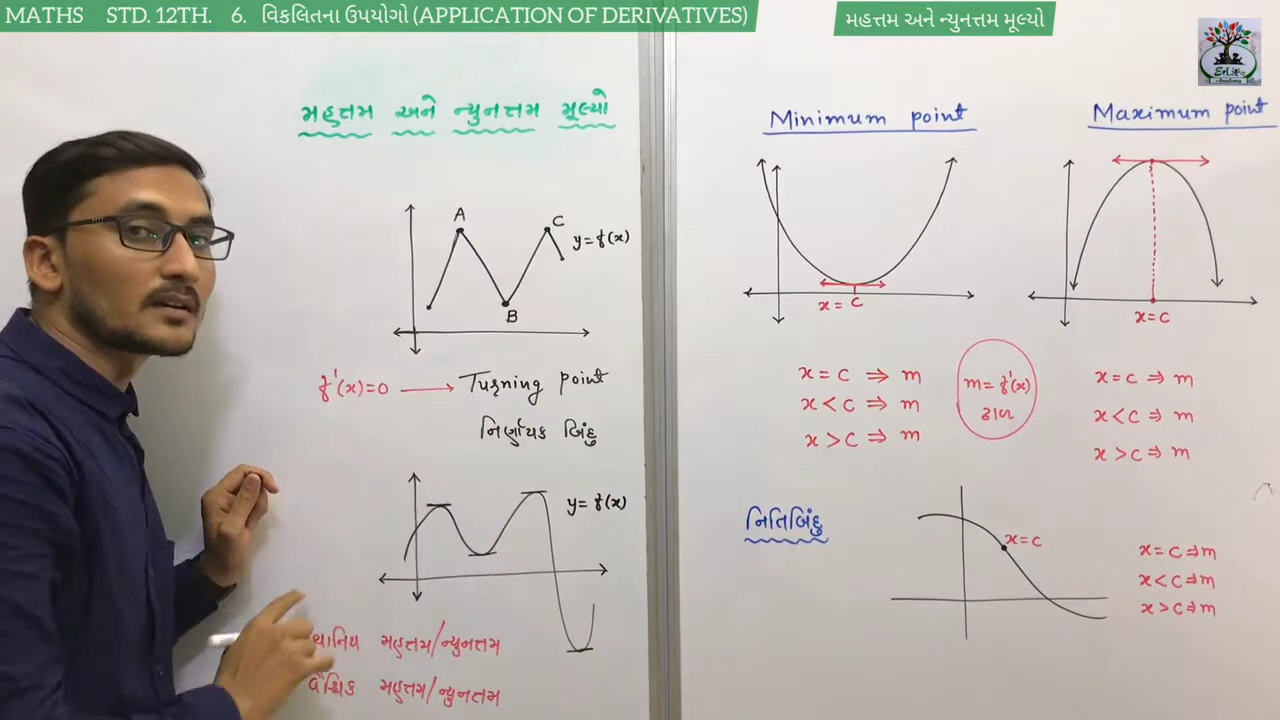 MATHS STD. 12TH. 6. વિકલિતના ઉપયોગો (APPLICATION OF DERIVATIVES)
મહત્તમ અને ન્યુનત્તમ મૂલ્યો
મહત્તમ અને ન્યુનત્તમ મૂલ્યો
A
C
y = f(x)
B
f'(x)=0 → Turning point
નિર્ણાયક બિંદુ
y = f(x)
મહત્તમ/ન્યુનત્તમ
મહત્તમ/ન્યુનત્તમ
Minimum point
x = C
x = C ⇒ m
x < C ⇒ m
x > C ⇒ m
m = f'(x)
ઢાળ
Maximum point
x = C
x = C ⇒ m
x < C ⇒ m
x > C ⇒ m
નિતિબિંદુ
x = C
x = C ⇒ m
x < C ⇒ m
x > C ⇒ m
Academy